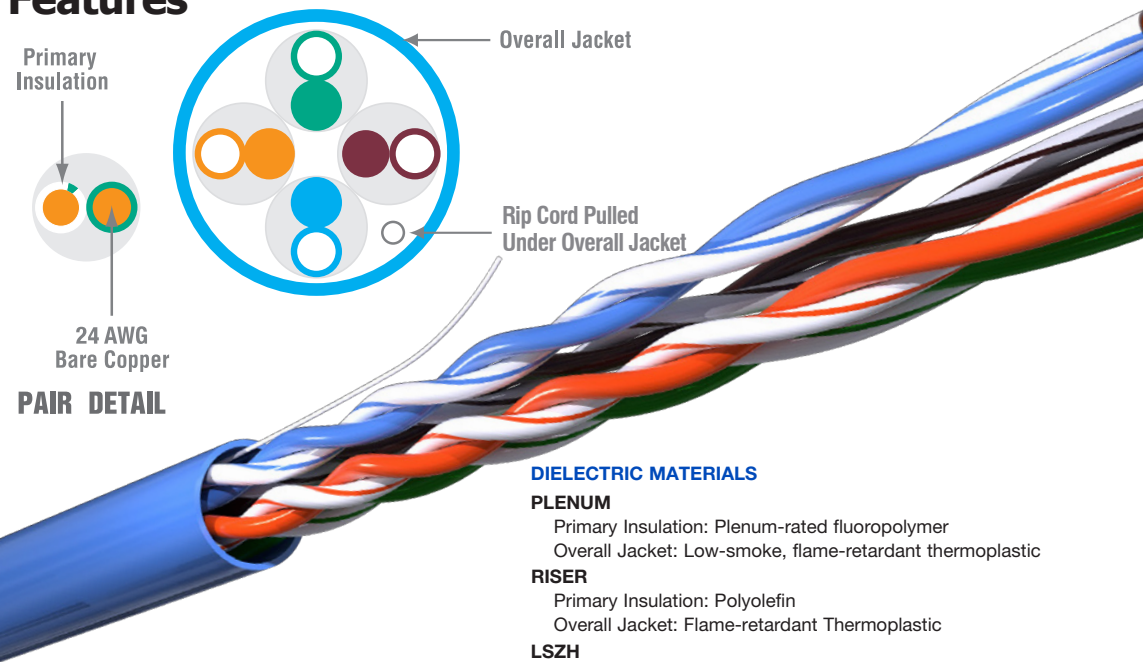 Features
Primary
Insulation
Overall Jacket
Rip Cord Pulled
Under Overall Jacket
24 AWG
Bare Copper
PAIR DETAIL
DIELECTRIC MATERIALS
PLENUM
Primary Insulation: Plenum-rated fluoropolymer
Overall Jacket: Low-smoke, flame-retardant thermoplastic
RISER
Primary Insulation: Polyolefin
Overall Jacket: Flame-retardant Thermoplastic
LSZH